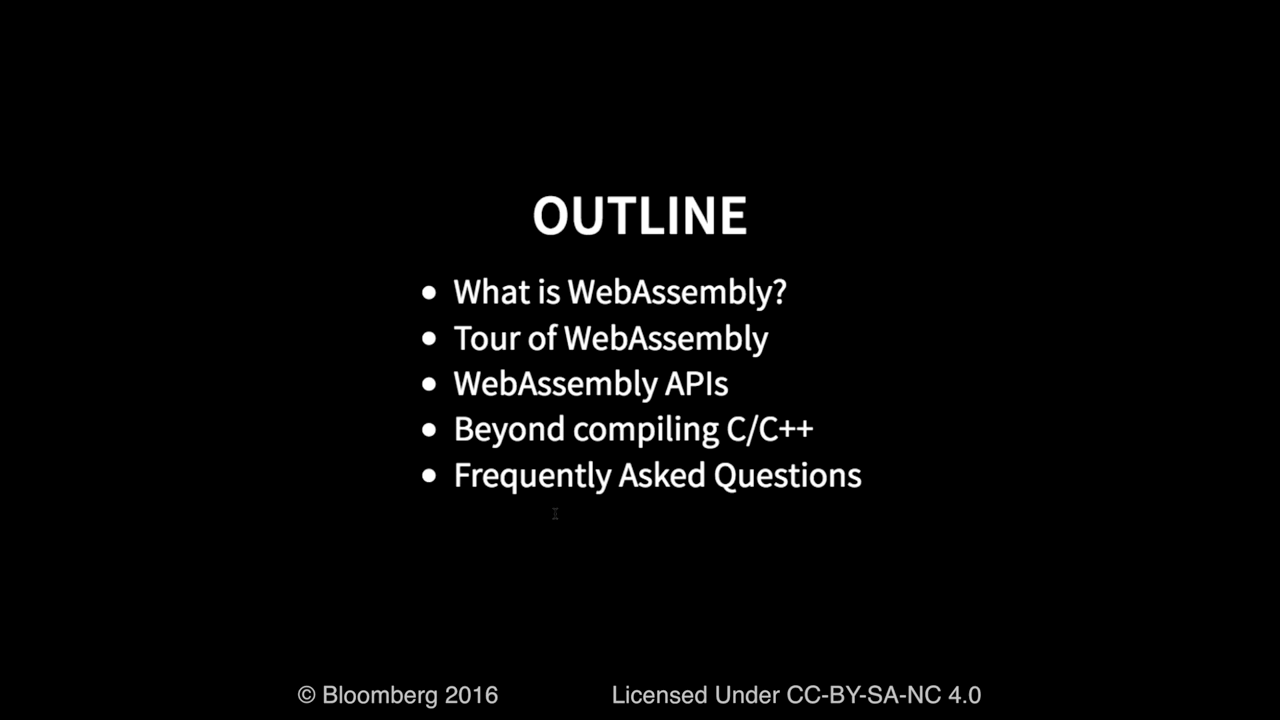 OUTLINE
• What is WebAssembly?
• Tour of WebAssembly
• WebAssembly APIs
• Beyond compiling C/C++
• Frequently Asked Questions
© Bloomberg 2016 Licensed Under CC-BY-SA-NC 4.0